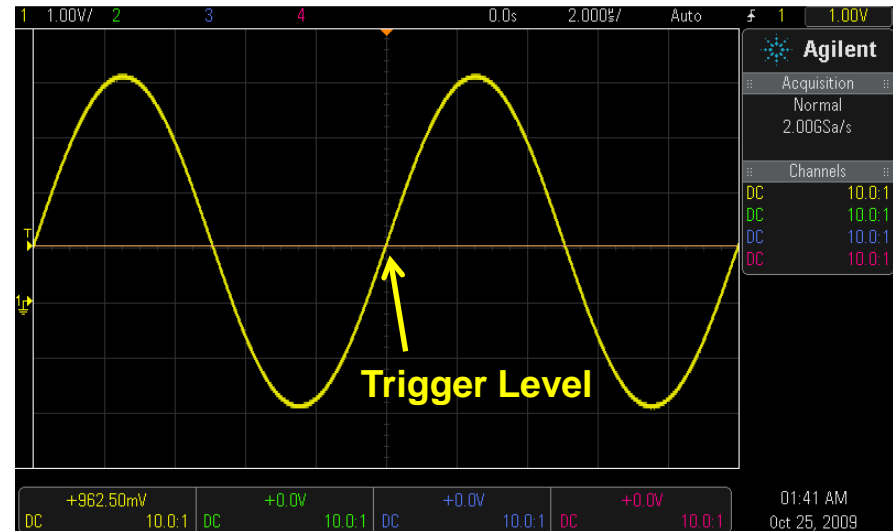 1 1.00V/ 2 3 4 0.0s 2.000µs/ Auto 1 1.00V
Agilent
Acquisition
Normal
2.00GSa/s
Channels
DC 10.0:1
DC 10.0:1
DC 10.0:1
DC 10.0:1
T
1
Trigger Level
+962.50mV +0.0V +0.0V +0.0V
DC 10.0:1 DC 10.0:1 DC 10.0:1 DC 10.0:1
01:41 AM
Oct 25, 2009